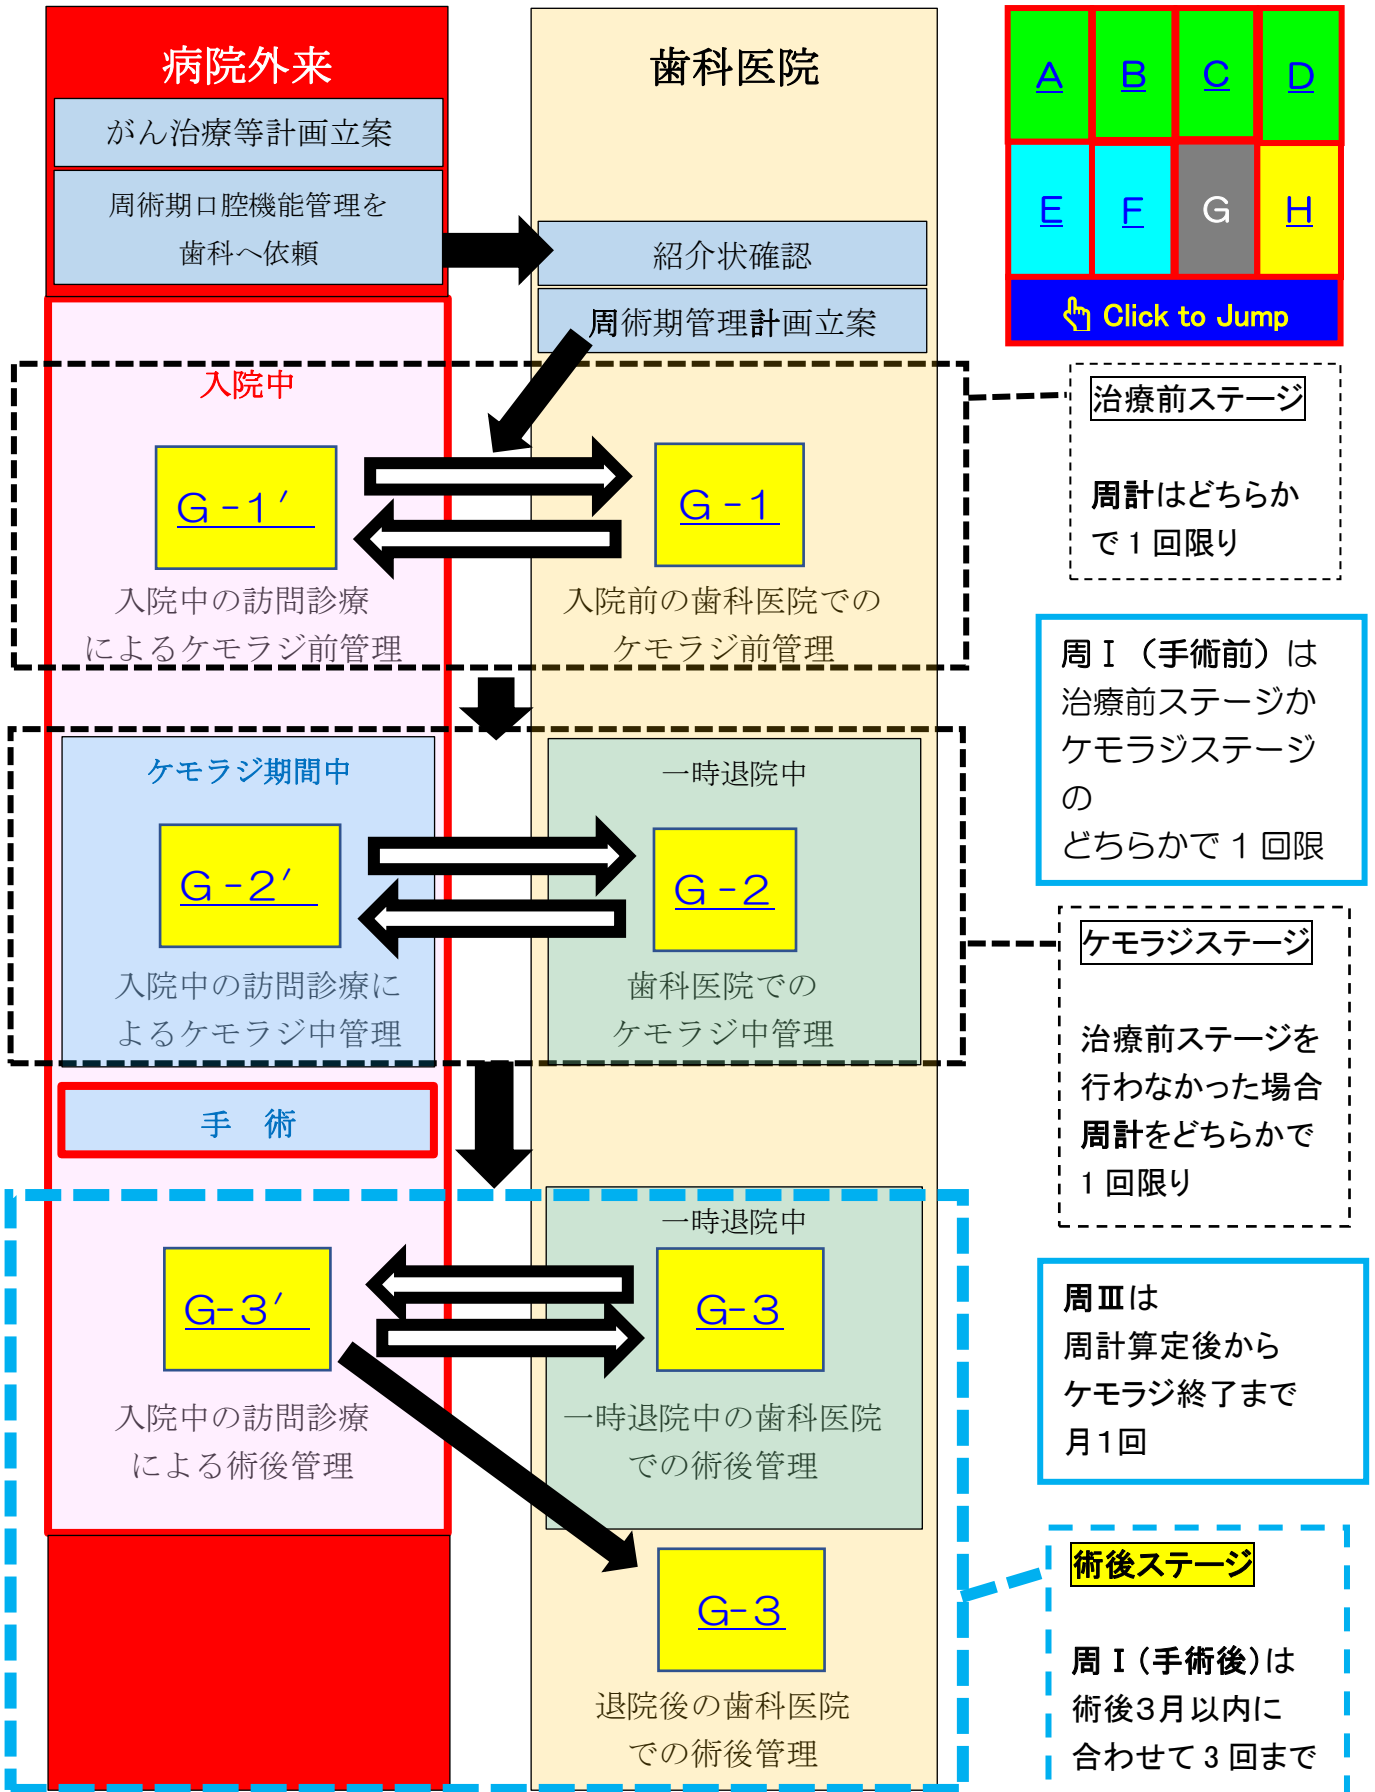 病院外来
がん治療等計画立案
周術期口腔機能管理を
歯科へ依頼
歯科医院
紹介状確認
周術期管理計画立案
A B C D
E F G H
Click to Jump
入院中
G-1′
入院中の訪問診療
によるケモラジ前管理
G-1
入院前の歯科医院での
ケモラジ前管理
治療前ステージ
周計はどちらか
で1回限り
周Ⅰ（手術前）は
治療前ステージか
ケモラジステージ
の
どちらかで1回限
ケモラジ期間中
G-2′
入院中の訪問診療に
よるケモラジ中管理
一時退院中
G-2
歯科医院での
ケモラジ中管理
ケモラジステージ
治療前ステージを
行わなかった場合
周計をどちらかで
1回限り
手 術
G-3′
入院中の訪問診療
による術後管理
一時退院中
G-3
一時退院中の歯科医院
での術後管理
G-3
退院後の歯科医院
での術後管理
周Ⅲは
周計算定後から
ケモラジ終了まで
月1回
術後ステージ
周Ⅰ(手術後)は
術後3月以内に
合わせて3回まで